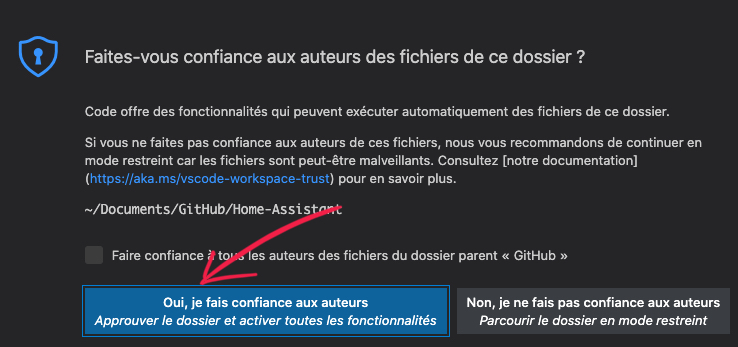 Faites-vous confiance aux auteurs des fichiers de ce dossier ?
Code offre des fonctionnalités qui peuvent exécuter automatiquement des fichiers de ce dossier.
Si vous ne faites pas confiance aux auteurs de ces fichiers, nous vous recommandons de continuer en
mode restreint car les fichiers sont peut-être malveillants. Consultez [notre documentation]
(https://aka.ms/vscode-workspace-trust) pour en savoir plus.
~/Documents/GitHub/Home-Assistant
Faire confiance à tous les auteurs des fichiers du dossier parent « GitHub »
Oui, je fais confiance aux auteurs
Approuver le dossier et activer toutes les fonctionnalités
Non, je ne fais pas confiance aux auteurs
Parcourir le dossier en mode restreint